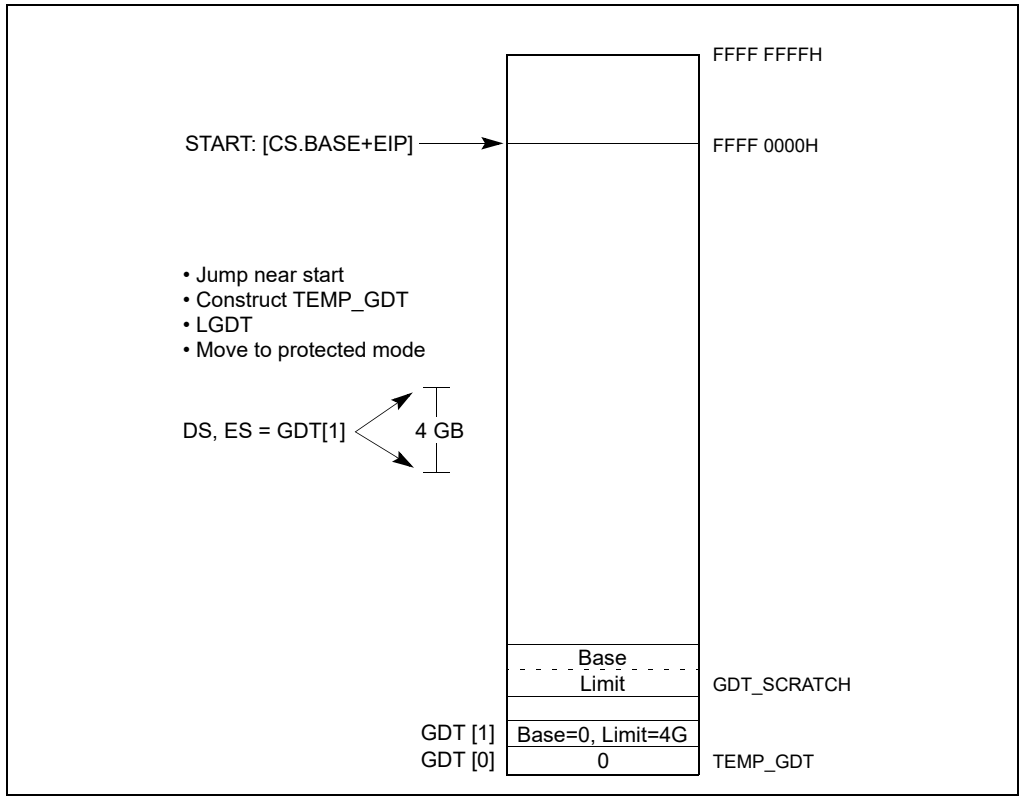 FFFF FFFFH
START: [CS.BASE+EIP]
FFFF 0000H
• Jump near start
• Construct TEMP_GDT
• LGDT
• Move to protected mode
DS, ES = GDT[1]
4 GB
Base
Limit
GDT_SCRATCH
GDT [1]
Base=0, Limit=4G
GDT [0]
0
TEMP_GDT